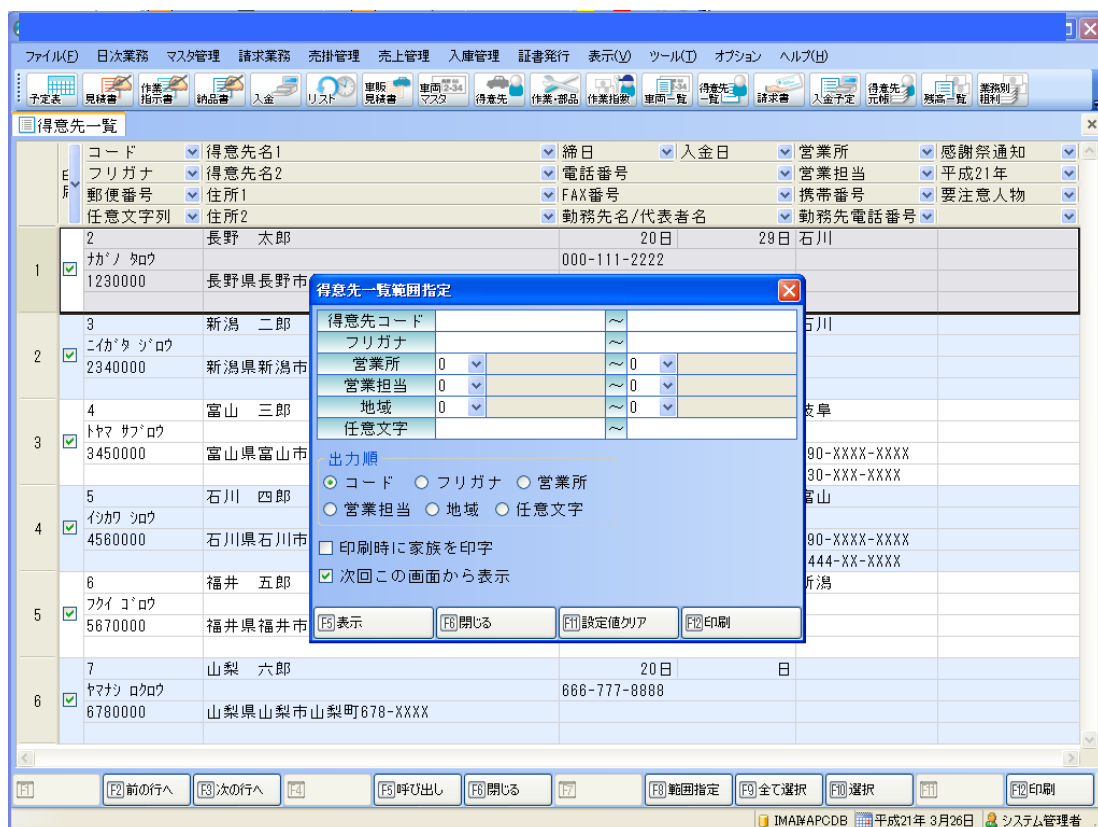 ファイル(F) 日次業務 マスタ管理 請求業務 売掛管理 売上管理 入庫管理 証書発行 表示(V) ツール(T) オプション ヘルプ(H)
予定表 見積書 作業指示書 納品書 入金 リスト 車販見積書 車両マスタ 得意先 作業・部品 作業指数 車両一覧 得意先一覧 請求書 入金予定 得意先元帳 残高一覧 業務別粗利
得意先一覧
印刷
コード 得意先名1 締日 入金日 営業所 感謝祭通知
フリガナ 得意先名2 電話番号 営業担当 平成21年
郵便番号 住所1 FAX番号 携帯番号 要注意人物
任意文字列 住所2 勤務先名/代表者名 勤務先電話番号
1
2 長野 太郎 20日 29日 石川
ナガノ タロウ 000-111-2222
1230000 長野県長野市
2
3 新潟 二郎 石川
ニイガタ ジロウ
2340000 新潟県新潟市
3
4 富山 三郎 岐阜
トヤマ サブロウ
3450000 富山県富山市 90-XXXX-XXXX
30-XXX-XXXX
4
5 石川 四郎 富山
イシカワ シロウ
4560000 石川県石川市 90-XXXX-XXXX
444-XX-XXXX
5
6 福井 五郎 新潟
フクイ ゴロウ
5670000 福井県福井市
6
7 山梨 六郎 20日 日
ヤマナシ ロクロウ 666-777-8888
6780000 山梨県山梨市山梨町678-XXXX
得意先一覧範囲指定
得意先コード ～
フリガナ ～
営業所 0 ～ 0
営業担当 0 ～ 0
地域 0 ～ 0
任意文字 ～
出力順
コード フリガナ 営業所
営業担当 地域 任意文字
印刷時に家族を印字
次回この画面から表示
F5 表示 F6 閉じる F11 設定値クリア F12 印刷
F1 F2 前の行へ F3 次の行へ F4 F5 呼び出し F6 閉じる F7 F8 範囲指定 F9 全て選択 F10 選択 F11 F12 印刷
IMAI¥APCDB 平成21年 3月26日 システム管理者